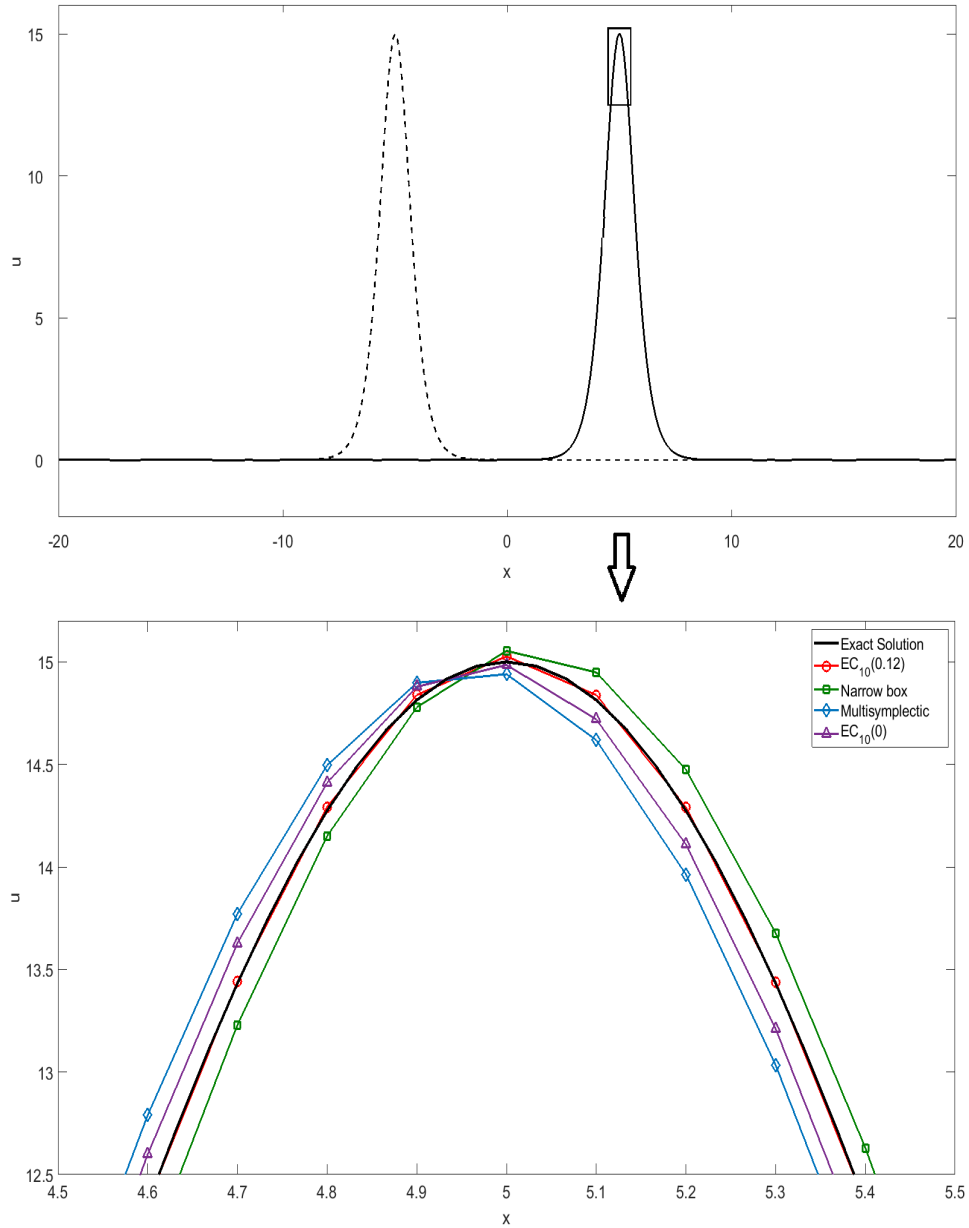 15
10
5
0
u
-20 -10 0 10 20
x
15
14.5
14
13.5
13
12.5
u
Exact Solution
EC10(0.12)
Narrow box
Multisymplectic
EC10(0)
4.5 4.6 4.7 4.8 4.9 5 5.1 5.2 5.3 5.4 5.5
x